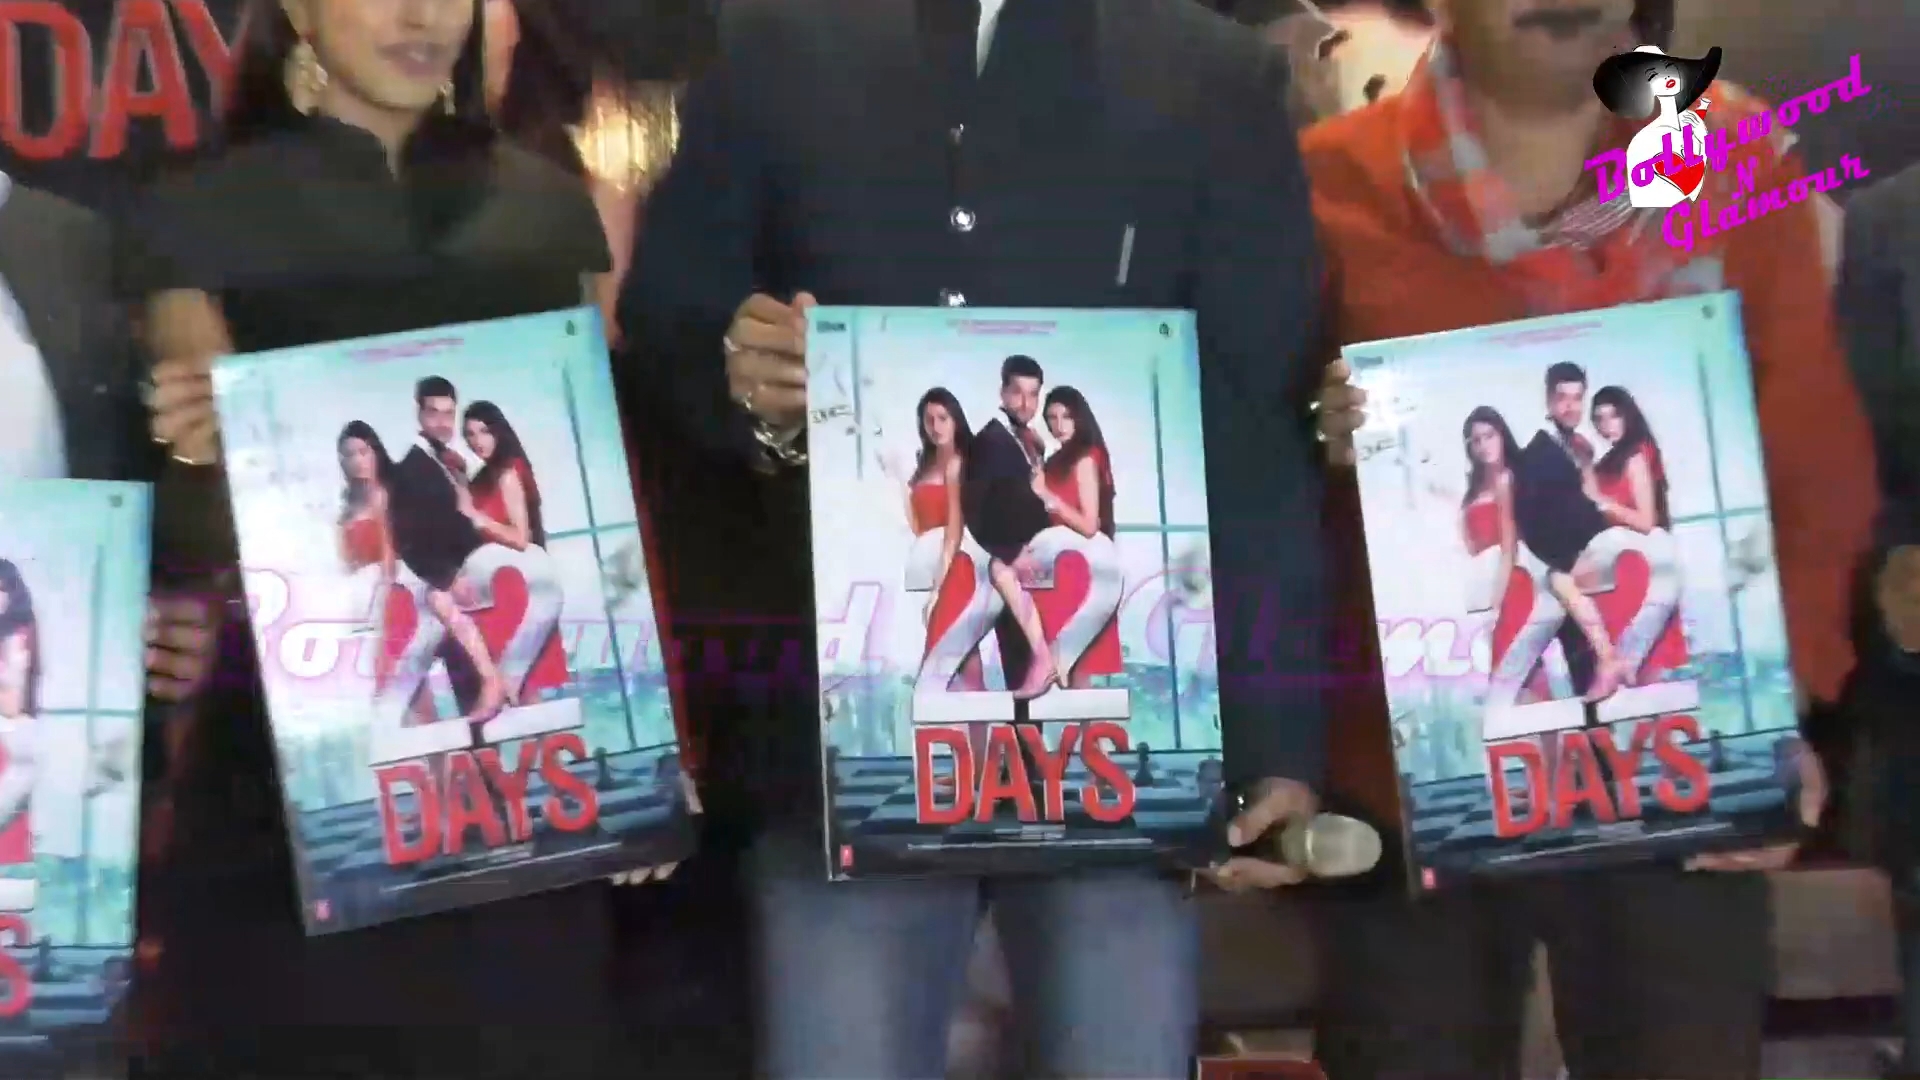 DAY
Bollywood
N
Glamour
Bollywood N Glamour
22
DAYS
22
DAYS
22
DAYS
S